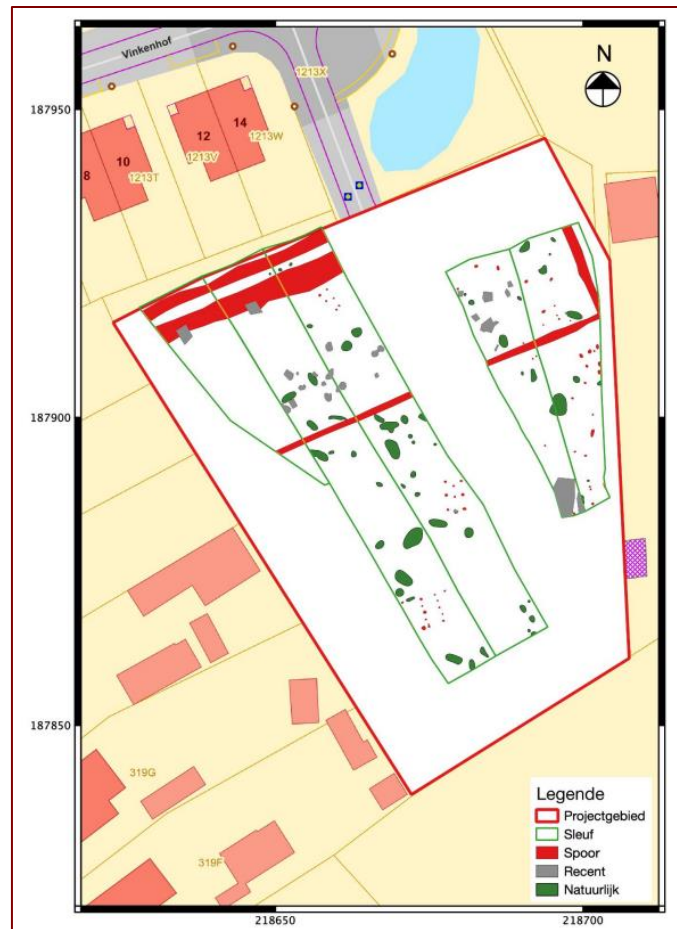 Vinkenhof
1213X
N
187950
14
12
1213W
10
1213V
8
1213T
187900
187850
319G
319F
Legende
Projectgebied
Sleuf
Spoor
Recent
Natuurlijk
218650
218700